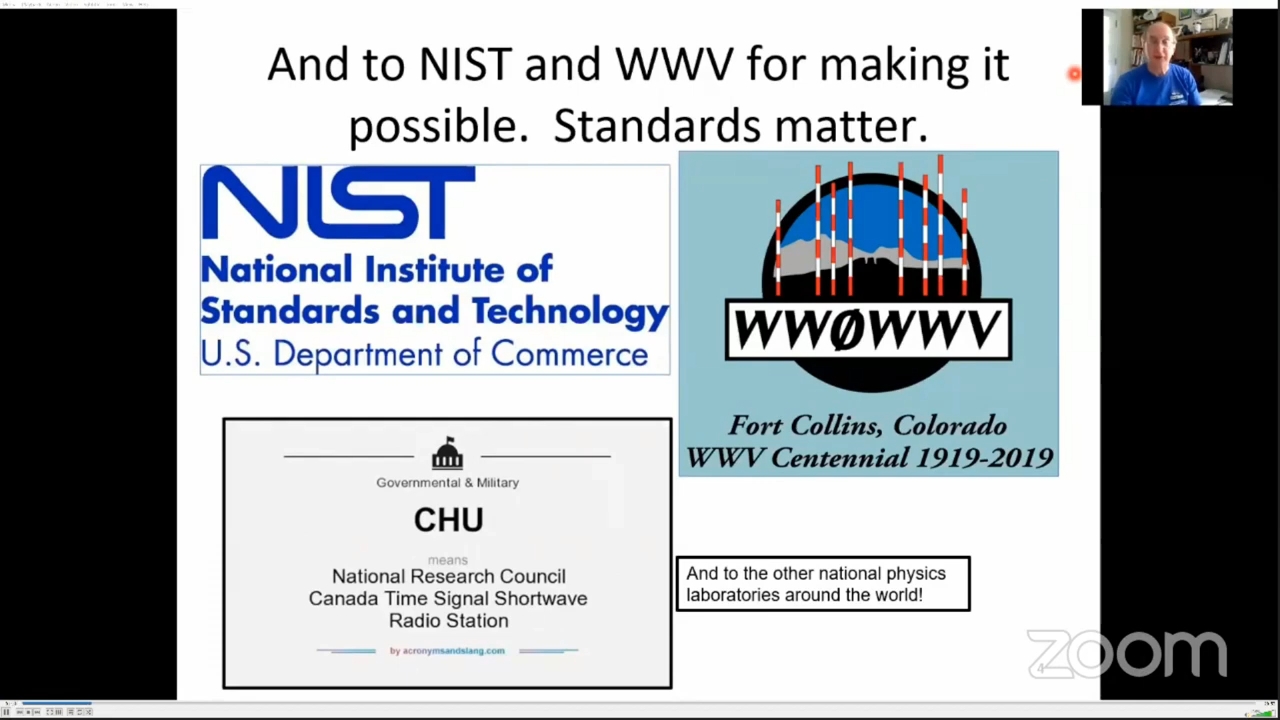 And to NIST and WWV for making it
possible.  Standards matter.
NIST
National Institute of
Standards and Technology
U.S. Department of Commerce
WWØWWV
Fort Collins, Colorado
WWV Centennial 1919-2019
Governmental & Military
CHU
means
National Research Council
Canada Time Signal Shortwave
Radio Station
by acronymsandslang.com
And to the other national physics
laboratories around the world!
zoom